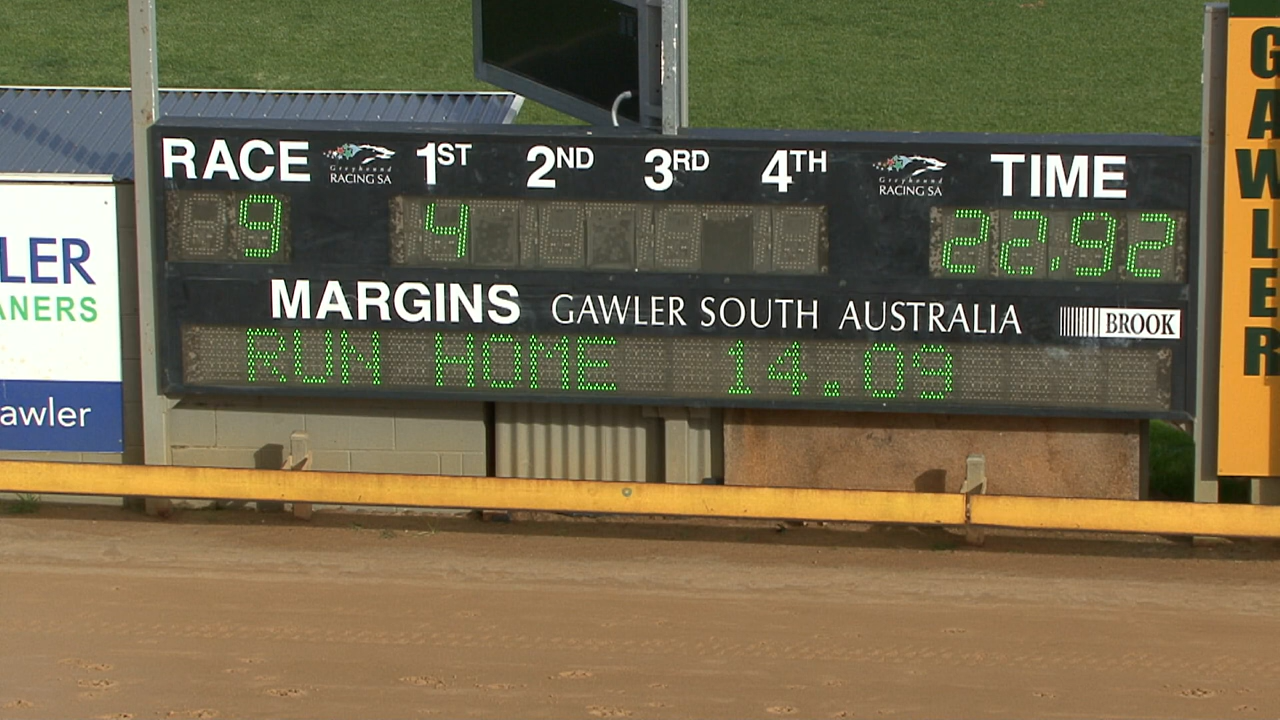 RACE Greyhound RACING SA 1ST 2ND 3RD 4TH Greyhound RACING SA TIME
9 4 22.92
MARGINS GAWLER SOUTH AUSTRALIA BROOK
RUN HOME 14.09
LER
ANERS
awler
GAWLER